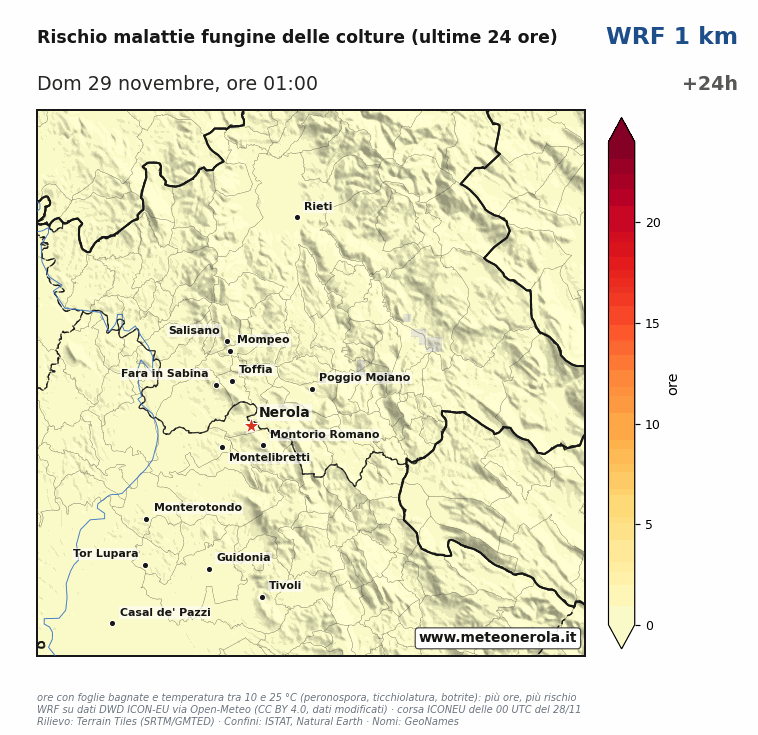 Rischio malattie fungine delle colture (ultime 24 ore)
WRF 1 km
Dom 29 novembre, ore 01:00
+24h
Rieti
Salisano
Mompeo
Fara in Sabina
Toffia
Poggio Moiano
Nerola
Montorio Romano
Montelibretti
Monterotondo
Tor Lupara
Guidonia
Tivoli
Casal de' Pazzi
www.meteonerola.it
20
15
10
5
0
ore
ore con foglie bagnate e temperatura tra 10 e 25 °C (peronospora, ticchiolatura, botrite): più ore, più rischio
WRF su dati DWD ICON-EU via Open-Meteo (CC BY 4.0, dati modificati) · corsa ICONEU delle 00 UTC del 28/11
Rilievo: Terrain Tiles (SRTM/GMTED) · Confini: ISTAT, Natural Earth · Nomi: GeoNames